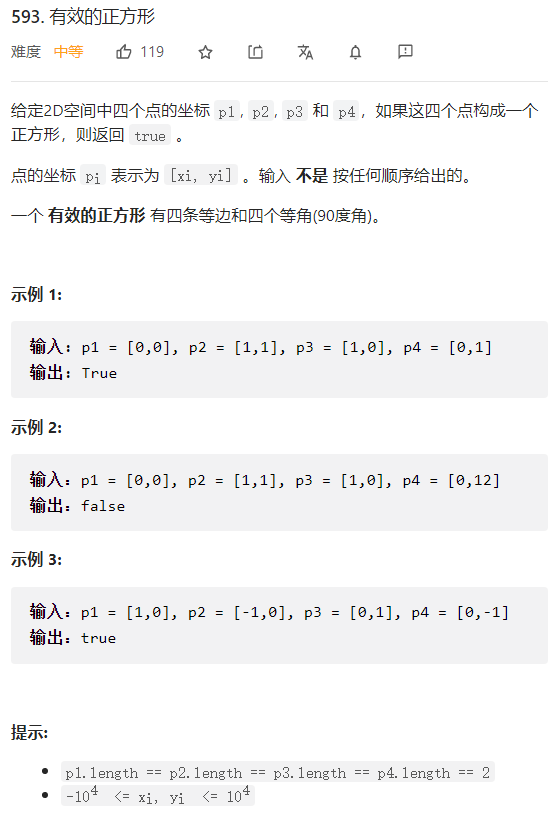 593. 有效的正方形
难度 中等 119
给定2D空间中四个点的坐标 p1, p2, p3 和 p4，如果这四个点构成一个
正方形，则返回 true 。
点的坐标 pi 表示为 [xi, yi] 。输入 不是 按任何顺序给出的。
一个 有效的正方形 有四条等边和四个等角(90度角)。
示例 1:
输入: p1 = [0,0], p2 = [1,1], p3 = [1,0], p4 = [0,1]
输出: True
示例 2:
输入: p1 = [0,0], p2 = [1,1], p3 = [1,0], p4 = [0,12]
输出: false
示例 3:
输入: p1 = [1,0], p2 = [-1,0], p3 = [0,1], p4 = [0,-1]
输出: true
提示:
p1.length == p2.length == p3.length == p4.length == 2
-10⁴ <= xi, yi <= 10⁴